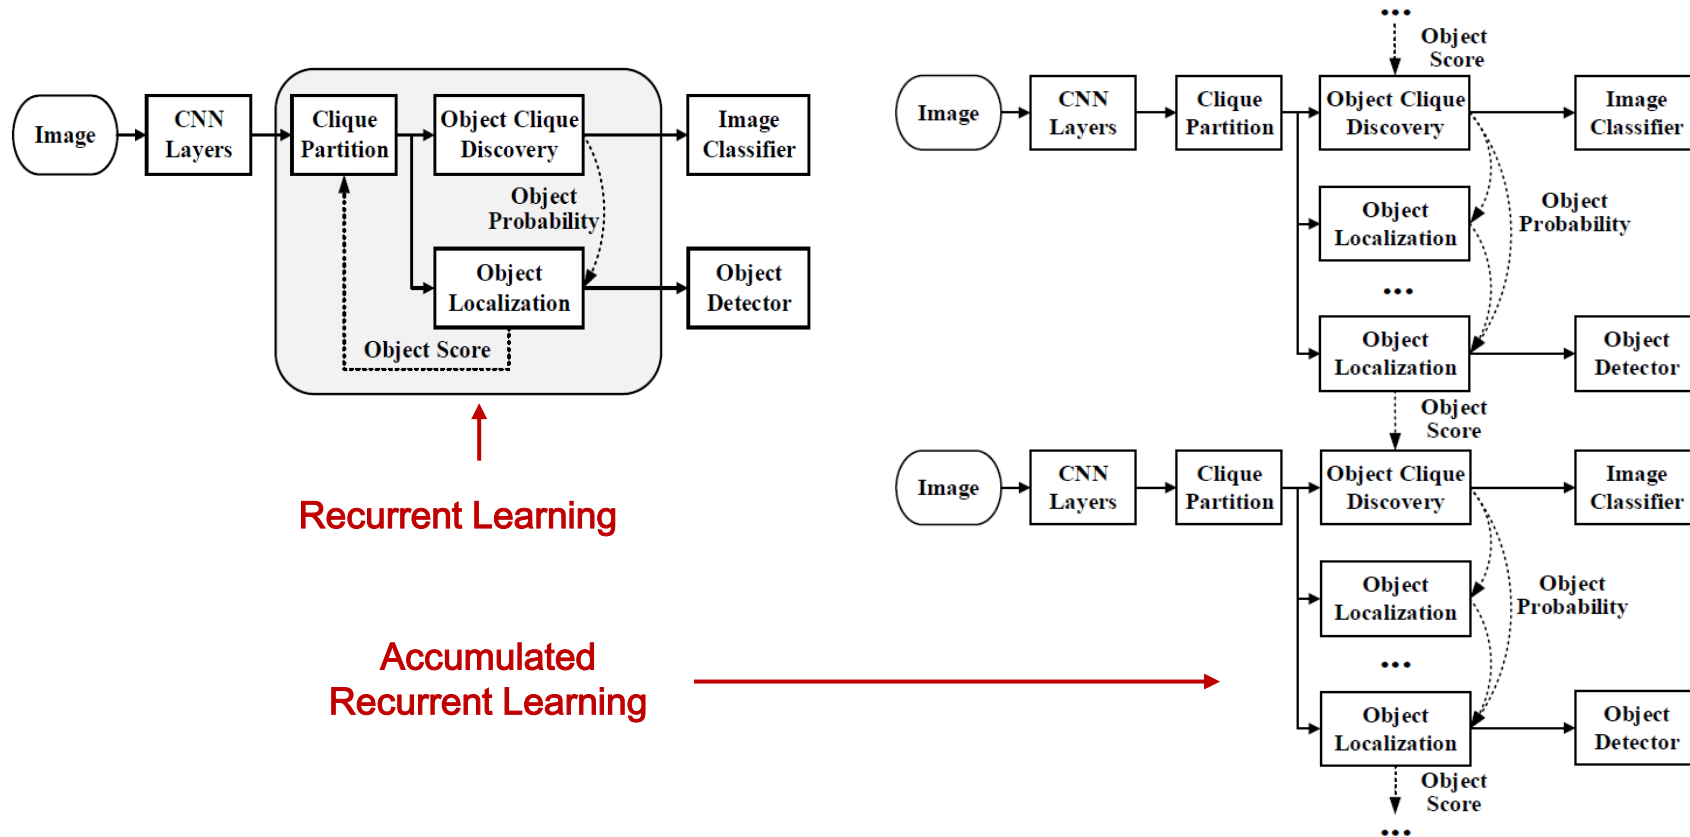 Image
CNN
Layers
Clique
Partition
Object Clique
Discovery
Image
Classifier
Object
Probability
Object
Localization
Object
Detector
Object Score
Recurrent Learning
Accumulated
Recurrent Learning
...
Object
Score
Image
CNN
Layers
Clique
Partition
Object Clique
Discovery
Image
Classifier
Object
Localization
Object
Probability
...
Object
Localization
Object
Detector
Object
Score
Image
CNN
Layers
Clique
Partition
Object Clique
Discovery
Image
Classifier
Object
Localization
Object
Probability
...
Object
Localization
Object
Detector
Object
Score
...